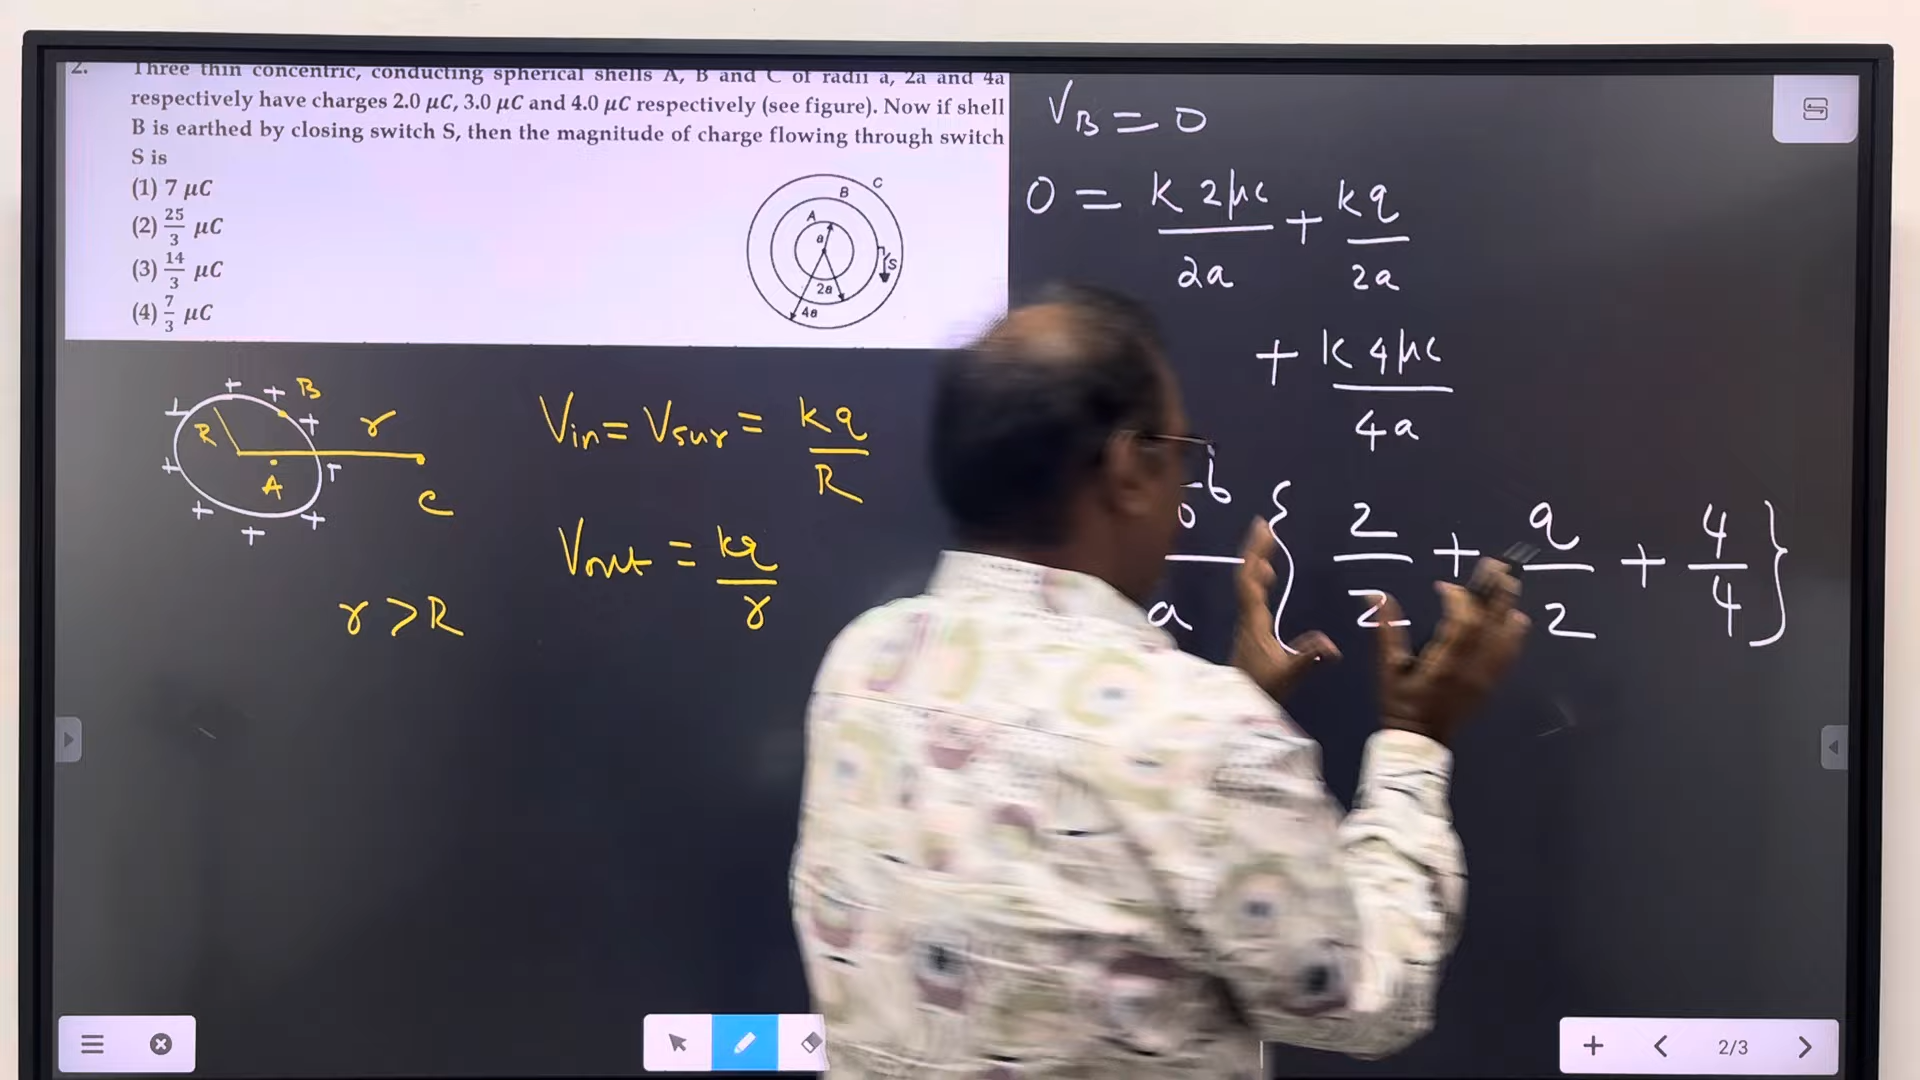 2. Three thin concentric, conducting spherical shells A, B and C of radii a, 2a and 4a
respectively have charges 2.0 μC, 3.0 μC and 4.0 μC respectively (see figure). Now if shell
B is earthed by closing switch S, then the magnitude of charge flowing through switch
S is
(1) 7 μC
(2) 25/3 μC
(3) 14/3 μC
(4) 7/3 μC
C
B
A
a
S
2a
4a
B
R
r
A
C
r > R
V_in = V_sur = kq/R
V_out = kq/r
V_B = 0
0 = K 2μc/2a + kq/2a
+ K 4μc/4a
a { 2/2 + q/2 + 4/4 }
2/3